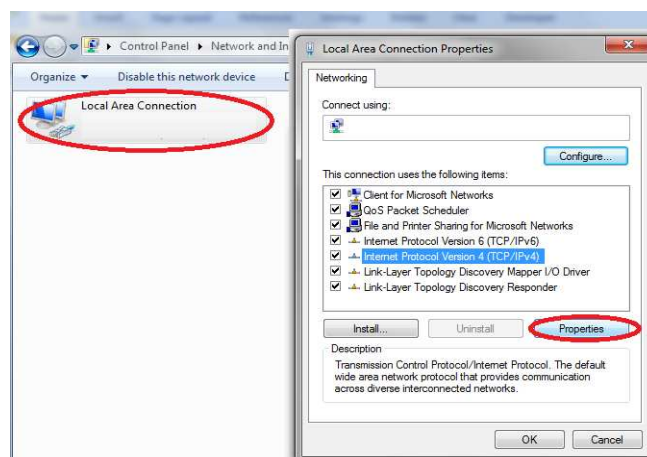 Control Panel
Network and In
Organize
Disable this network device
Local Area Connection
Local Area Connection Properties
Networking
Connect using:
Configure...
This connection uses the following items:
Client for Microsoft Networks
QoS Packet Scheduler
File and Printer Sharing for Microsoft Networks
Internet Protocol Version 6 (TCP/IPv6)
Internet Protocol Version 4 (TCP/IPv4)
Link-Layer Topology Discovery Mapper I/O Driver
Link-Layer Topology Discovery Responder
Install...
Uninstall
Properties
Description
Transmission Control Protocol/Internet Protocol. The default
wide area network protocol that provides communication
across diverse interconnected networks.
OK
Cancel